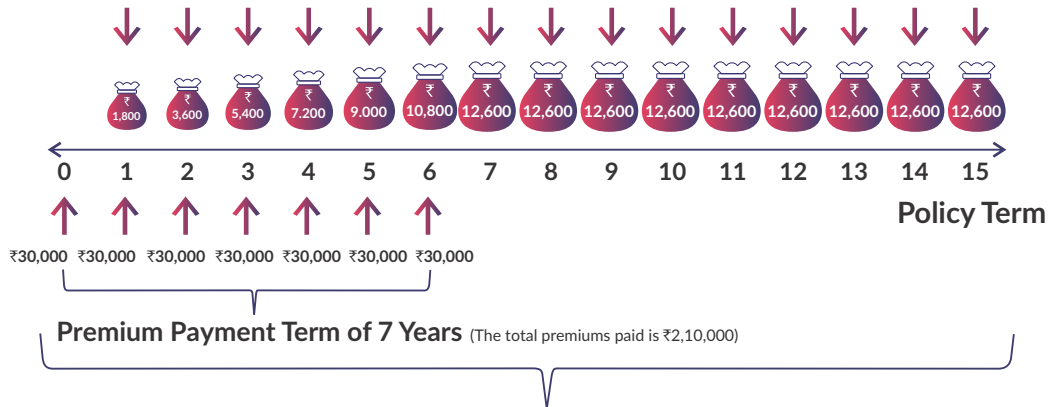 ₹ ₹ ₹ ₹ ₹ ₹ ₹ ₹ ₹ ₹ ₹ ₹ ₹ ₹ ₹
1,800 3,600 5,400 7.200 9.000 10,800 12,600 12,600 12,600 12,600 12,600 12,600 12,600 12,600 12,600
0 1 2 3 4 5 6 7 8 9 10 11 12 13 14 15
Policy Term
₹30,000 ₹30,000 ₹30,000 ₹30,000 ₹30,000 ₹30,000 ₹30,000
Premium Payment Term of 7 Years (The total premiums paid is ₹2,10,000)